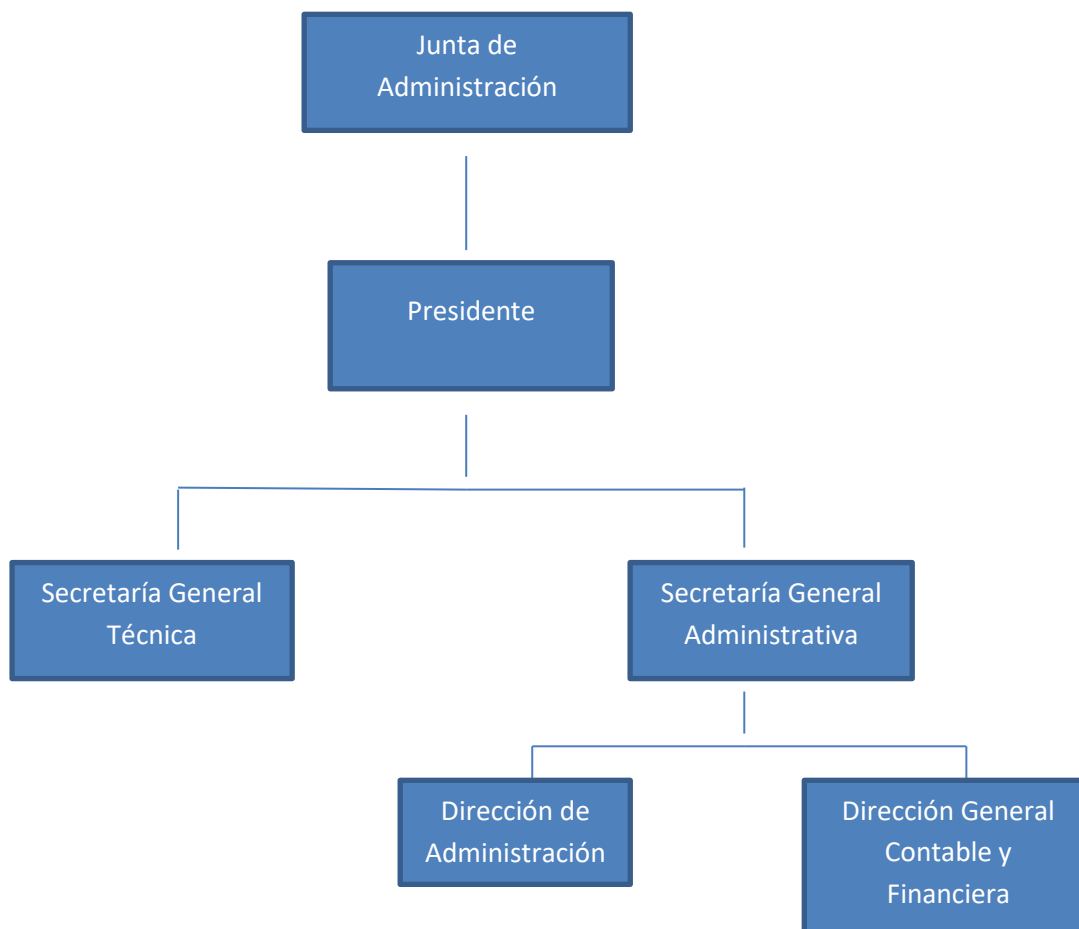 Junta de
Administración
Presidente
Secretaría General
Técnica
Secretaría General
Administrativa
Dirección de
Administración
Dirección General
Contable y
Financiera